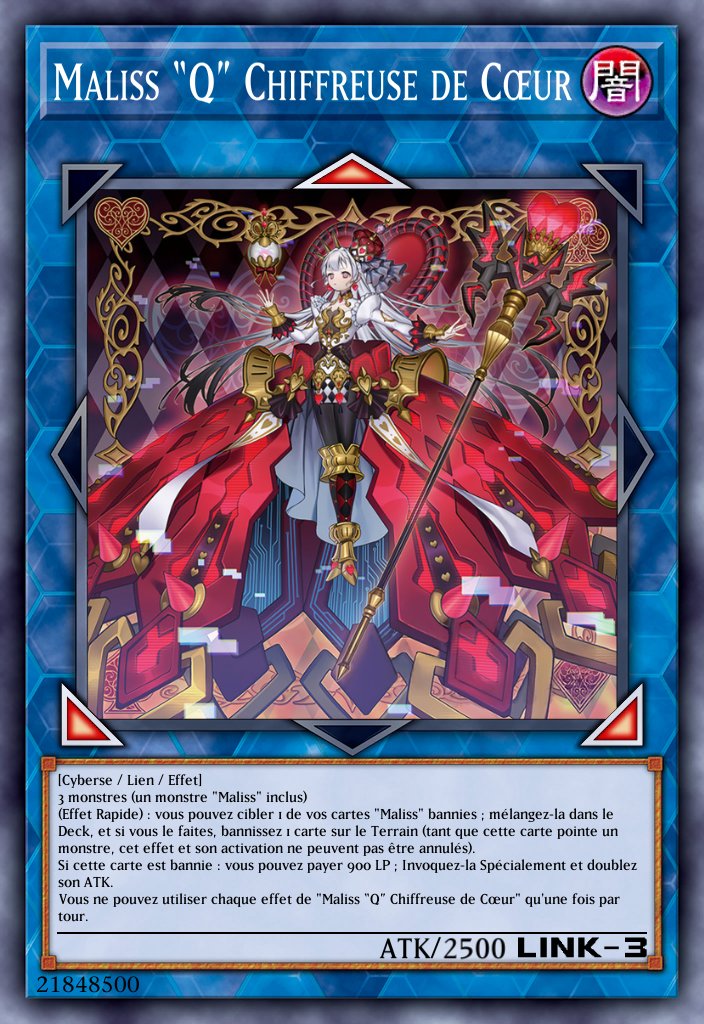 Maliss “Q” Chiffreuse de Cœur
闇
[Cyberse / Lien / Effet]
3 monstres (un monstre "Maliss" inclus)
(Effet Rapide) : vous pouvez cibler 1 de vos cartes "Maliss" bannies ; mélangez-la dans le
Deck, et si vous le faites, bannissez 1 carte sur le Terrain (tant que cette carte pointe un
monstre, cet effet et son activation ne peuvent pas être annulés).
Si cette carte est bannie : vous pouvez payer 900 LP ; Invoquez-la Spécialement et doublez
son ATK.
Vous ne pouvez utiliser chaque effet de "Maliss “Q” Chiffreuse de Cœur" qu'une fois par
tour.
ATK/2500 LINK-3
21848500